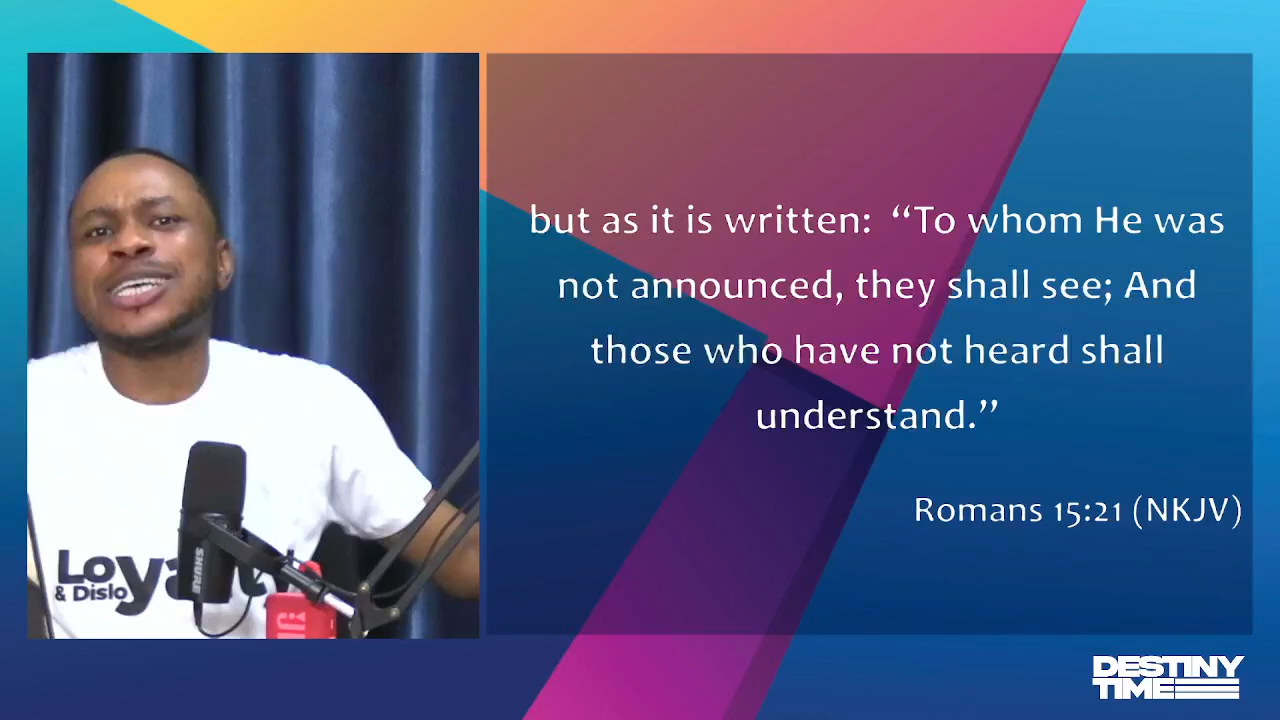 but as it is written: “To whom He was
not announced, they shall see; And
those who have not heard shall
understand.”
Romans 15:21 (NKJV)
SHURE
& Dislo
DESTINY
TIME